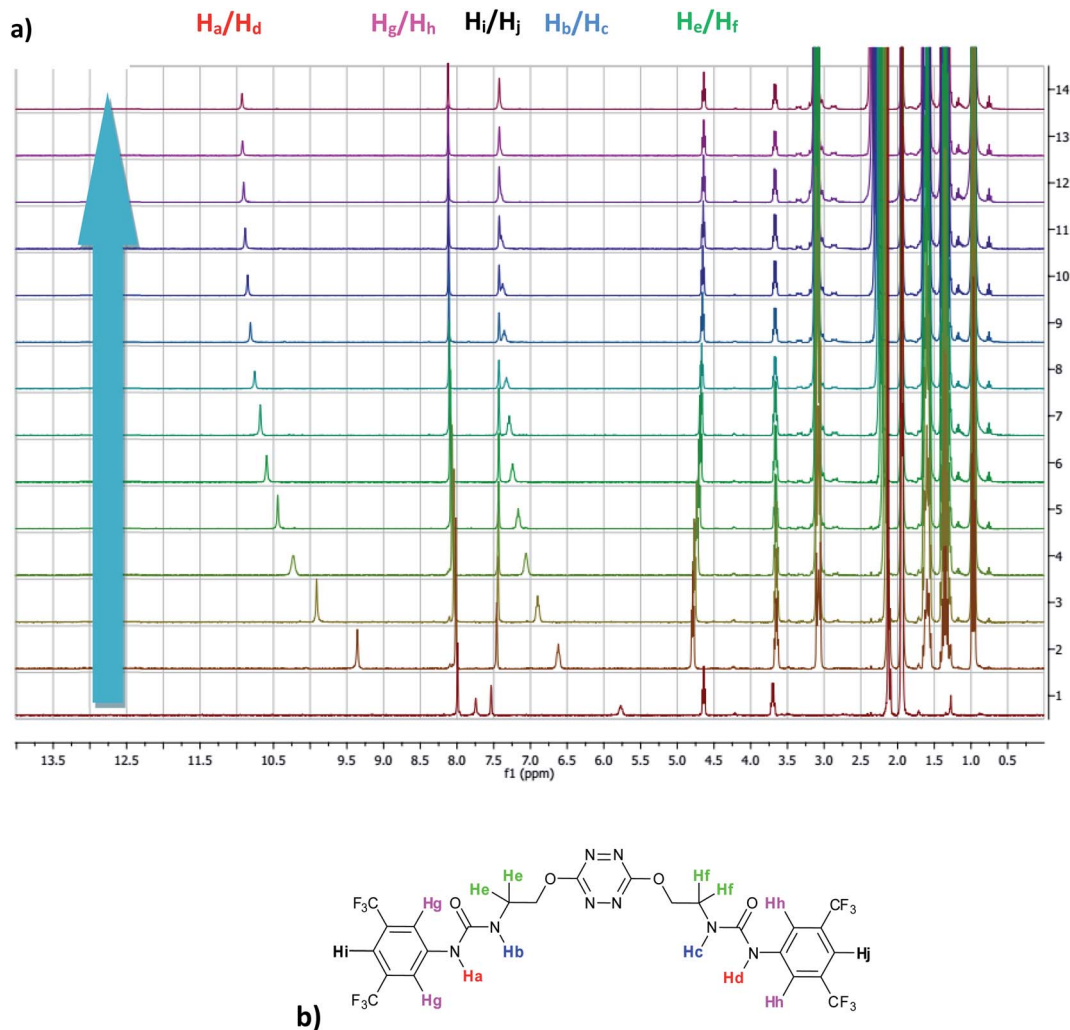 a)
Ha/Hd Hg/Hh Hi/Hj Hb/Hc He/Hf
14
13
12
11
10
9
8
7
6
5
4
3
2
1
13.5 12.5 11.5 10.5 9.5 9.0 8.5 8.0 7.5 7.0 6.5 6.0 5.5 5.0 4.5 4.0 3.5 3.0 2.5 2.0 1.5 1.0 0.5
f1 (ppm)
N N
He He O Hf Hf
F₃C Hg O O Hh CF₃
N N
N N
Hi N N Hb Hc N N Hj
Ha Hd
F₃C Hg Hh CF₃
b)